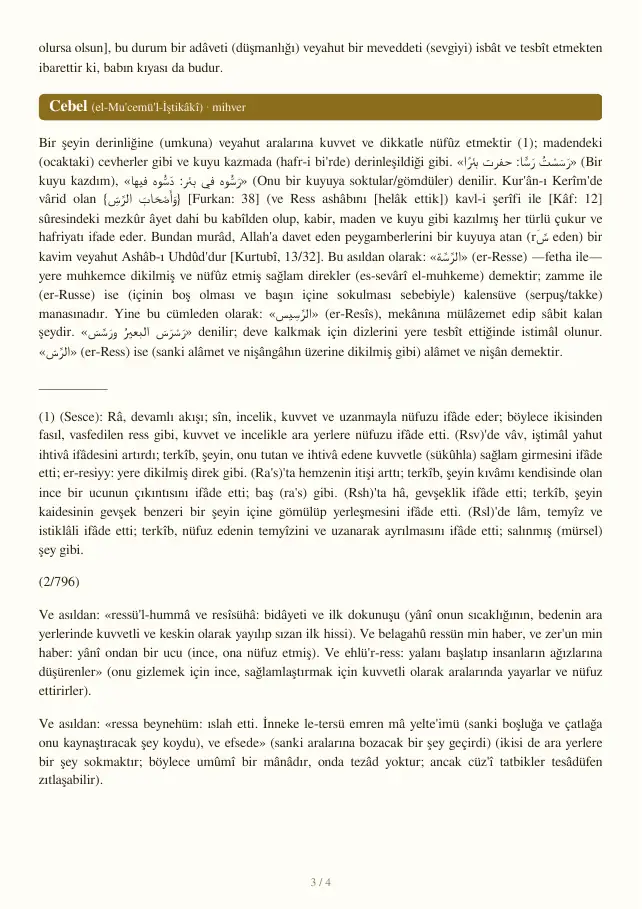 olursa olsun], bu durum bir adâveti (düşmanlığı) veyahut bir meveddeti (sevgiyi) isbât ve tesbît etmekten
ibarettir ki, babın kıyası da budur.
Cebel (el-Mu'cemü'l-İştikâkî) · mihver
Bir şeyin derinliğine (umkuna) veyahut aralarına kuvvet ve dikkatle nüfûz etmektir (1); madendeki
(ocaktaki) cevherler gibi ve kuyu kazmada (hafr-i bi'rde) derinleşildiği gibi. «رَسَسْتُ رَسًّا: حفرت بئرًا» (Bir
kuyu kazdım), «رَسُّوه في بئر: دَسُّوه فيها» (Onu bir kuyuya soktular/gömdüler) denilir. Kur'ân-ı Kerîm'de
vârid olan {وَأَصْحَابَ الرَّسِّ} [Furkan: 38] (ve Ress ashâbını [helâk ettik]) kavl-i şerîfi ile [Kâf: 12]
sûresindeki mezkûr âyet dahi bu kabîlden olup, kabir, maden ve kuyu gibi kazılmış her türlü çukur ve
hafriyatı ifade eder. Bundan murâd, Allah'a davet eden peygamberlerini bir kuyuya atan (rسَّ eden) bir
kavim veyahut Ashâb-ı Uhdûd'dur [Kurtubî, 13/32]. Bu asıldan olarak: «الرَّسّة» (er-Resse) —fetha ile—
yere muhkemce dikilmiş ve nüfûz etmiş sağlam direkler (es-sevârî el-muhkeme) demektir; zamme ile
(er-Russe) ise (içinin boş olması ve başın içine sokulması sebebiyle) kalensüve (serpuş/takke)
manasınadır. Yine bu cümleden olarak: «الرَّسِيس» (er-Resîs), mekânına mülâzemet edip sâbit kalan
şeydir. «رَسْرَسَ البعيرُ ورَسَّسَ» denilir; deve kalkmak için dizlerini yere tesbît ettiğinde istimâl olunur.
«الرَّسّ» (er-Ress) ise (sanki alâmet ve nişângâhın üzerine dikilmiş gibi) alâmet ve nişân demektir.
(1) (Sesce): Râ, devamlı akışı; sîn, incelik, kuvvet ve uzanmayla nüfuzu ifâde eder; böylece ikisinden
fasıl, vasfedilen ress gibi, kuvvet ve incelikle ara yerlere nüfûzu ifâde etti. (Rsv)'de vâv, iştimâl yahut
ihtivâ ifâdesini artırdı; terkîb, şeyin, onu tutan ve ihtivâ edene kuvvetle (sükûhla) sağlam girmesini ifâde
etti; er-resiyy: yere dikilmiş direk gibi. (Ra's)'ta hemzenin itişi arttı; terkîb, şeyin kıvâmı kendisinde olan
ince bir ucunun çıkıntısını ifâde etti; baş (ra's) gibi. (Rsh)'ta hâ, gevşeklik ifâde etti; terkîb, şeyin
kaidesinin gevşek benzeri bir şeyin içine gömülüp yerleşmesini ifâde etti. (Rsl)'de lâm, temyîz ve
istiklâli ifâde etti; terkîb, nüfuz edenin temyîzini ve uzanarak ayrılmasını ifâde etti; salınmış (mürsel)
şey gibi.
(2/796)
Ve asıldan: «ressü'l-hummâ ve resîsühâ: bidâyeti ve ilk dokunuşu (yânî onun sıcaklığının, bedenin ara
yerlerinde kuvvetli ve keskin olarak yayılıp sızan ilk hissi). Ve belagahû ressün min haber, ve zer'un min
haber: yânî ondan bir ucu (ince, ona nüfuz etmiş). Ve ehlü'r-ress: yalanı başlatıp insanların ağızlarına
düşürenler» (onu gizlemek için ince, sağlamlaştırmak için kuvvetli olarak aralarında yayarlar ve nüfuz
ettirirler).
Ve asıldan: «ressa beynehüm: ıslah etti. İnneke le-tersü emren mâ yelte'imü (sanki boşluğa ve çatlağa
onu kaynaştıracak şey koydu), ve efsede» (sanki aralarına bozacak bir şey geçirdi) (ikisi de ara yerlere
bir şey sokmaktır; böylece umûmî bir mânâdır, onda tezâd yoktur; ancak cüz'î tatbikler tesâdüfen
zıtlaşabilir).
3 / 4